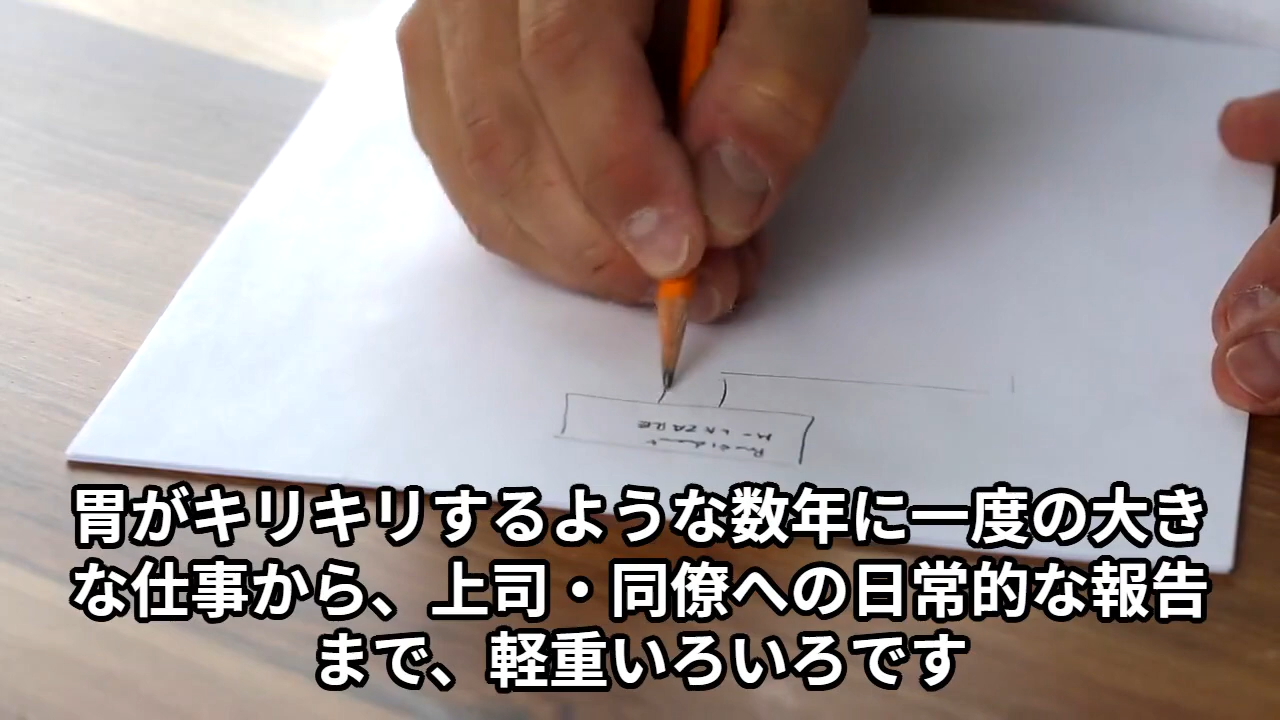 胃がキリキリするような数年に一度の大き
な仕事から、上司・同僚への日常的な報告
まで、軽重いろいろです